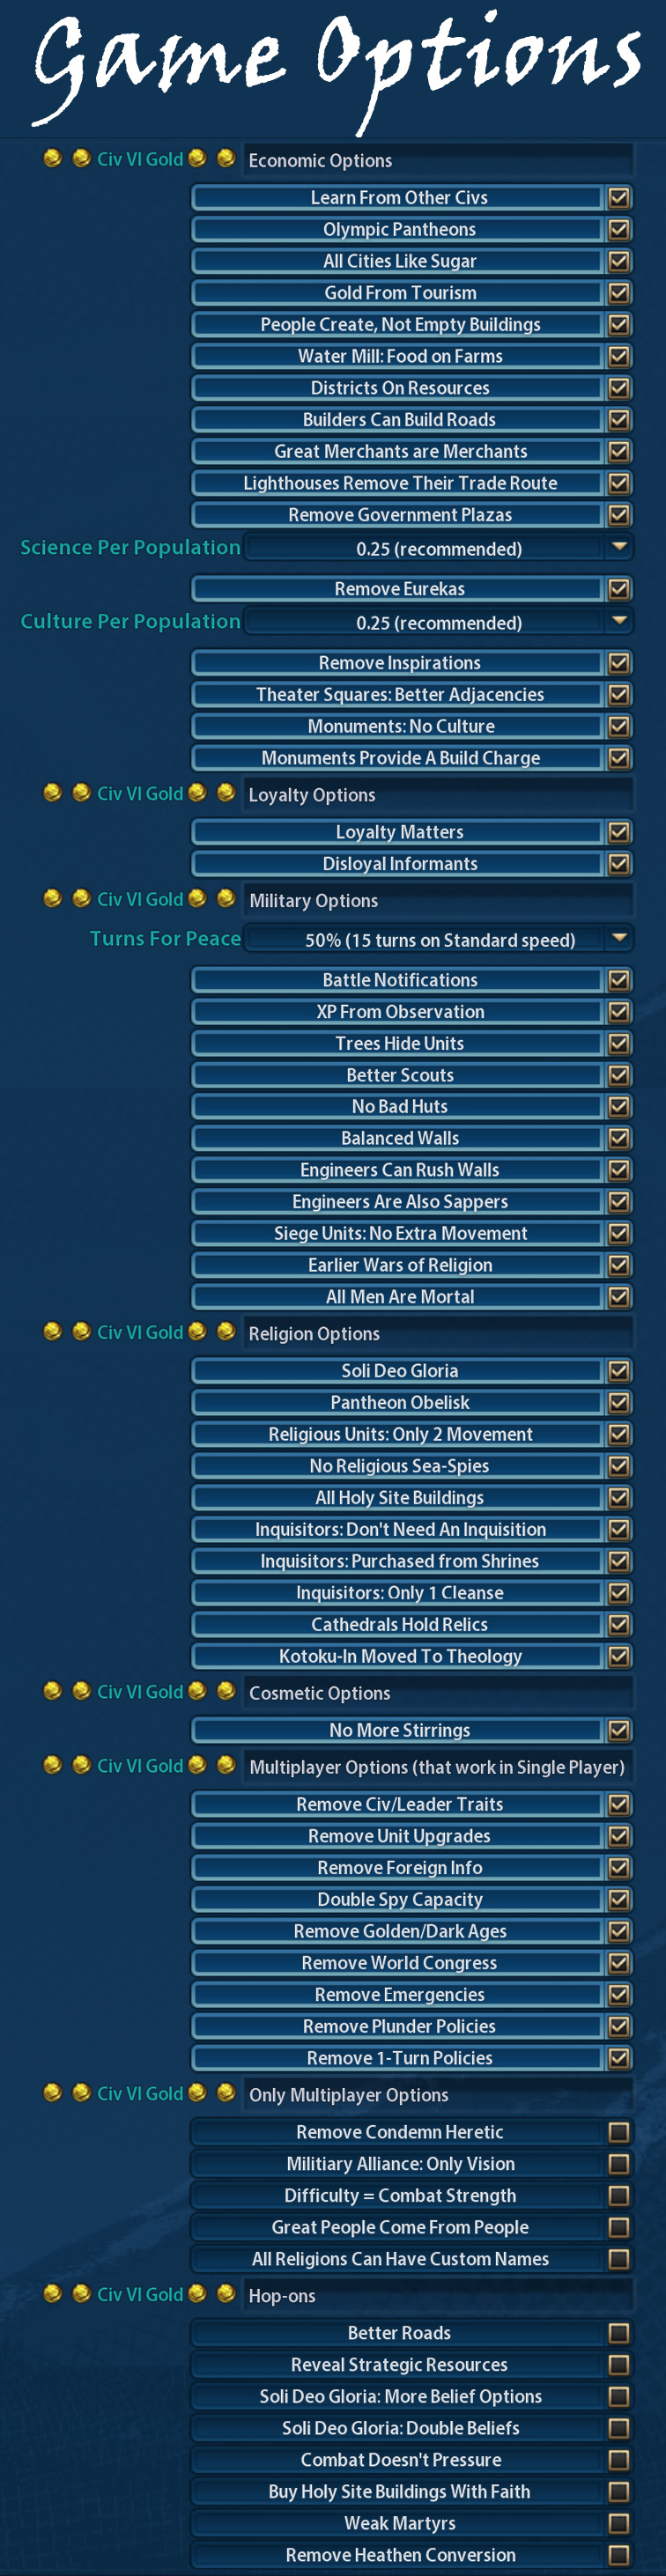 Game Options
Civ VI Gold Economic Options
Learn From Other Civs
Olympic Pantheons
All Cities Like Sugar
Gold From Tourism
People Create, Not Empty Buildings
Water Mill: Food on Farms
Districts On Resources
Builders Can Build Roads
Great Merchants are Merchants
Lighthouses Remove Their Trade Route
Remove Government Plazas
Science Per Population 0.25 (recommended)
Remove Eurekas
Culture Per Population 0.25 (recommended)
Remove Inspirations
Theater Squares: Better Adjacencies
Monuments: No Culture
Monuments Provide A Build Charge
Civ VI Gold Loyalty Options
Loyalty Matters
Disloyal Informants
Civ VI Gold Military Options
Turns For Peace 50% (15 turns on Standard speed)
Battle Notifications
XP From Observation
Trees Hide Units
Better Scouts
No Bad Huts
Balanced Walls
Engineers Can Rush Walls
Engineers Are Also Sappers
Siege Units: No Extra Movement
Earlier Wars of Religion
All Men Are Mortal
Civ VI Gold Religion Options
Soli Deo Gloria
Pantheon Obelisk
Religious Units: Only 2 Movement
No Religious Sea-Spies
All Holy Site Buildings
Inquisitors: Don't Need An Inquisition
Inquisitors: Purchased from Shrines
Inquisitors: Only 1 Cleanse
Cathedrals Hold Relics
Kotoku-In Moved To Theology
Civ VI Gold Cosmetic Options
No More Stirrings
Civ VI Gold Multiplayer Options (that work in Single Player)
Remove Civ/Leader Traits
Remove Unit Upgrades
Remove Foreign Info
Double Spy Capacity
Remove Golden/Dark Ages
Remove World Congress
Remove Emergencies
Remove Plunder Policies
Remove 1-Turn Policies
Civ VI Gold Only Multiplayer Options
Remove Condemn Heretic
Militiary Alliance: Only Vision
Difficulty = Combat Strength
Great People Come From People
All Religions Can Have Custom Names
Civ VI Gold Hop-ons
Better Roads
Reveal Strategic Resources
Soli Deo Gloria: More Belief Options
Soli Deo Gloria: Double Beliefs
Combat Doesn't Pressure
Buy Holy Site Buildings With Faith
Weak Martyrs
Remove Heathen Conversion